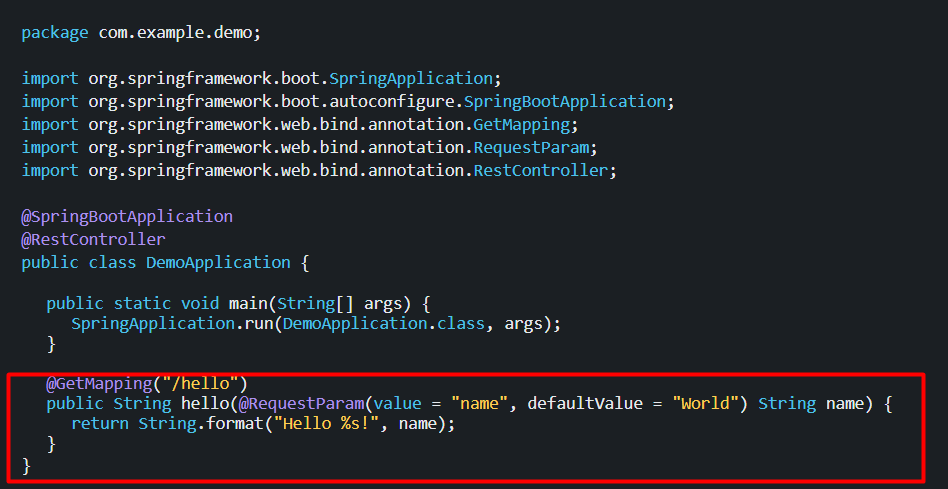 package com.example.demo;
import org.springframework.boot.SpringApplication;
import org.springframework.boot.autoconfigure.SpringBootApplication;
import org.springframework.web.bind.annotation.GetMapping;
import org.springframework.web.bind.annotation.RequestParam;
import org.springframework.web.bind.annotation.RestController;
@SpringBootApplication
@RestController
public class DemoApplication {
public static void main(String[] args) {
SpringApplication.run(DemoApplication.class, args);
}
@GetMapping("/hello")
public String hello(@RequestParam(value = "name", defaultValue = "World") String name) {
return String.format("Hello %s!", name);
}
}